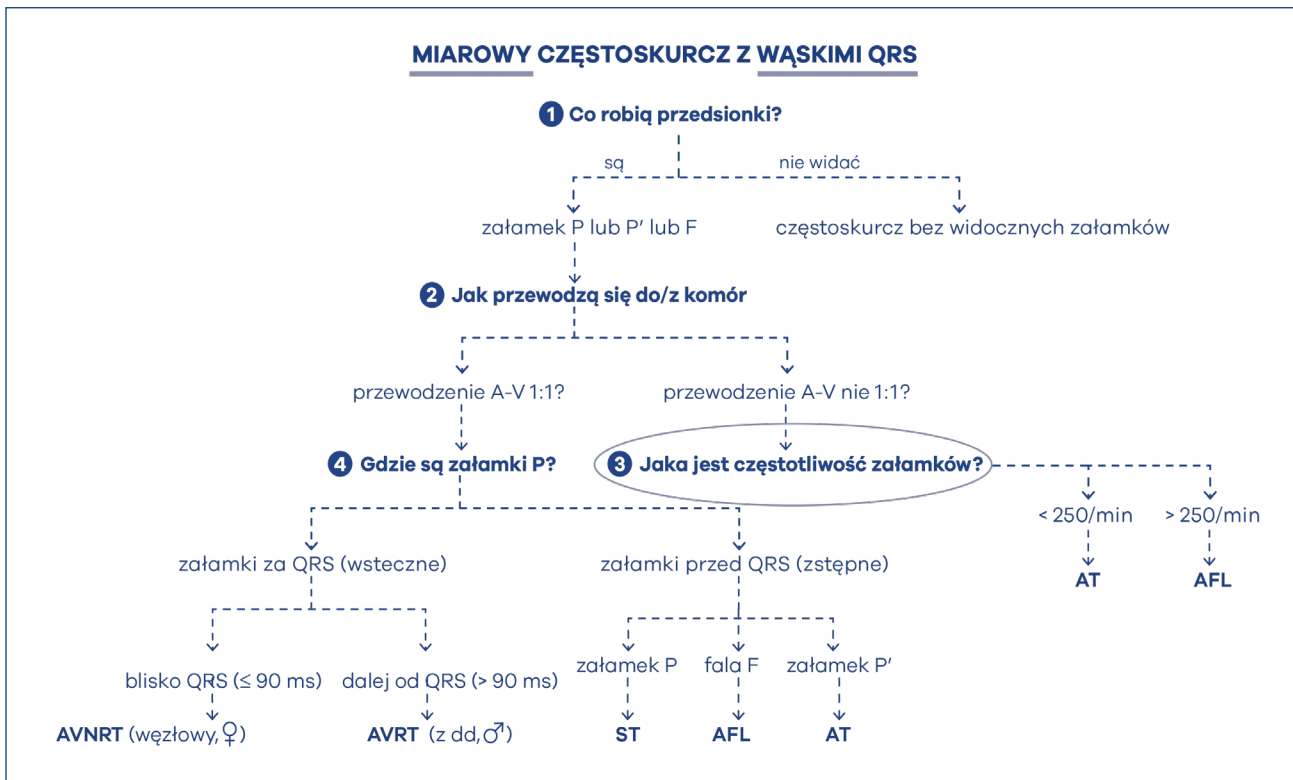 MIAROWY CZĘSTOSKURCZ Z WĄSKIMI QRS
1 Co robią przedsionki?
są
nie widać
załamek P lub P' lub F
częstoskurcz bez widocznych załamków
2 Jak przewodzą się do/z komór
przewodzenie A-V 1:1?
przewodzenie A-V nie 1:1?
4 Gdzie są załamki P?
3 Jaka jest częstotliwość załamków?
< 250/min
> 250/min
AT
AFL
załamki za QRS (wsteczne)
załamki przed QRS (zstępne)
blisko QRS (≤ 90 ms)
dalej od QRS (> 90 ms)
załamek P
fala F
załamek P'
AVNRT (węzłowy, ♀)
AVRT (z dd, ♂)
ST
AFL
AT